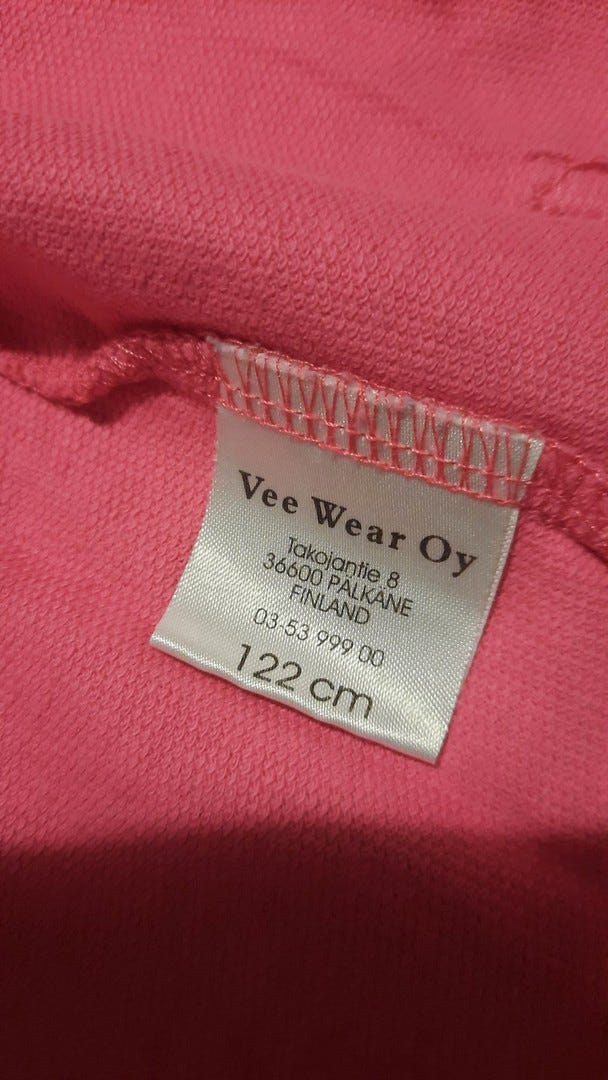 Vee Wear Oy
Takojantie 8
36600 PALKANE
FINLAND
03-53 999 00
122 cm